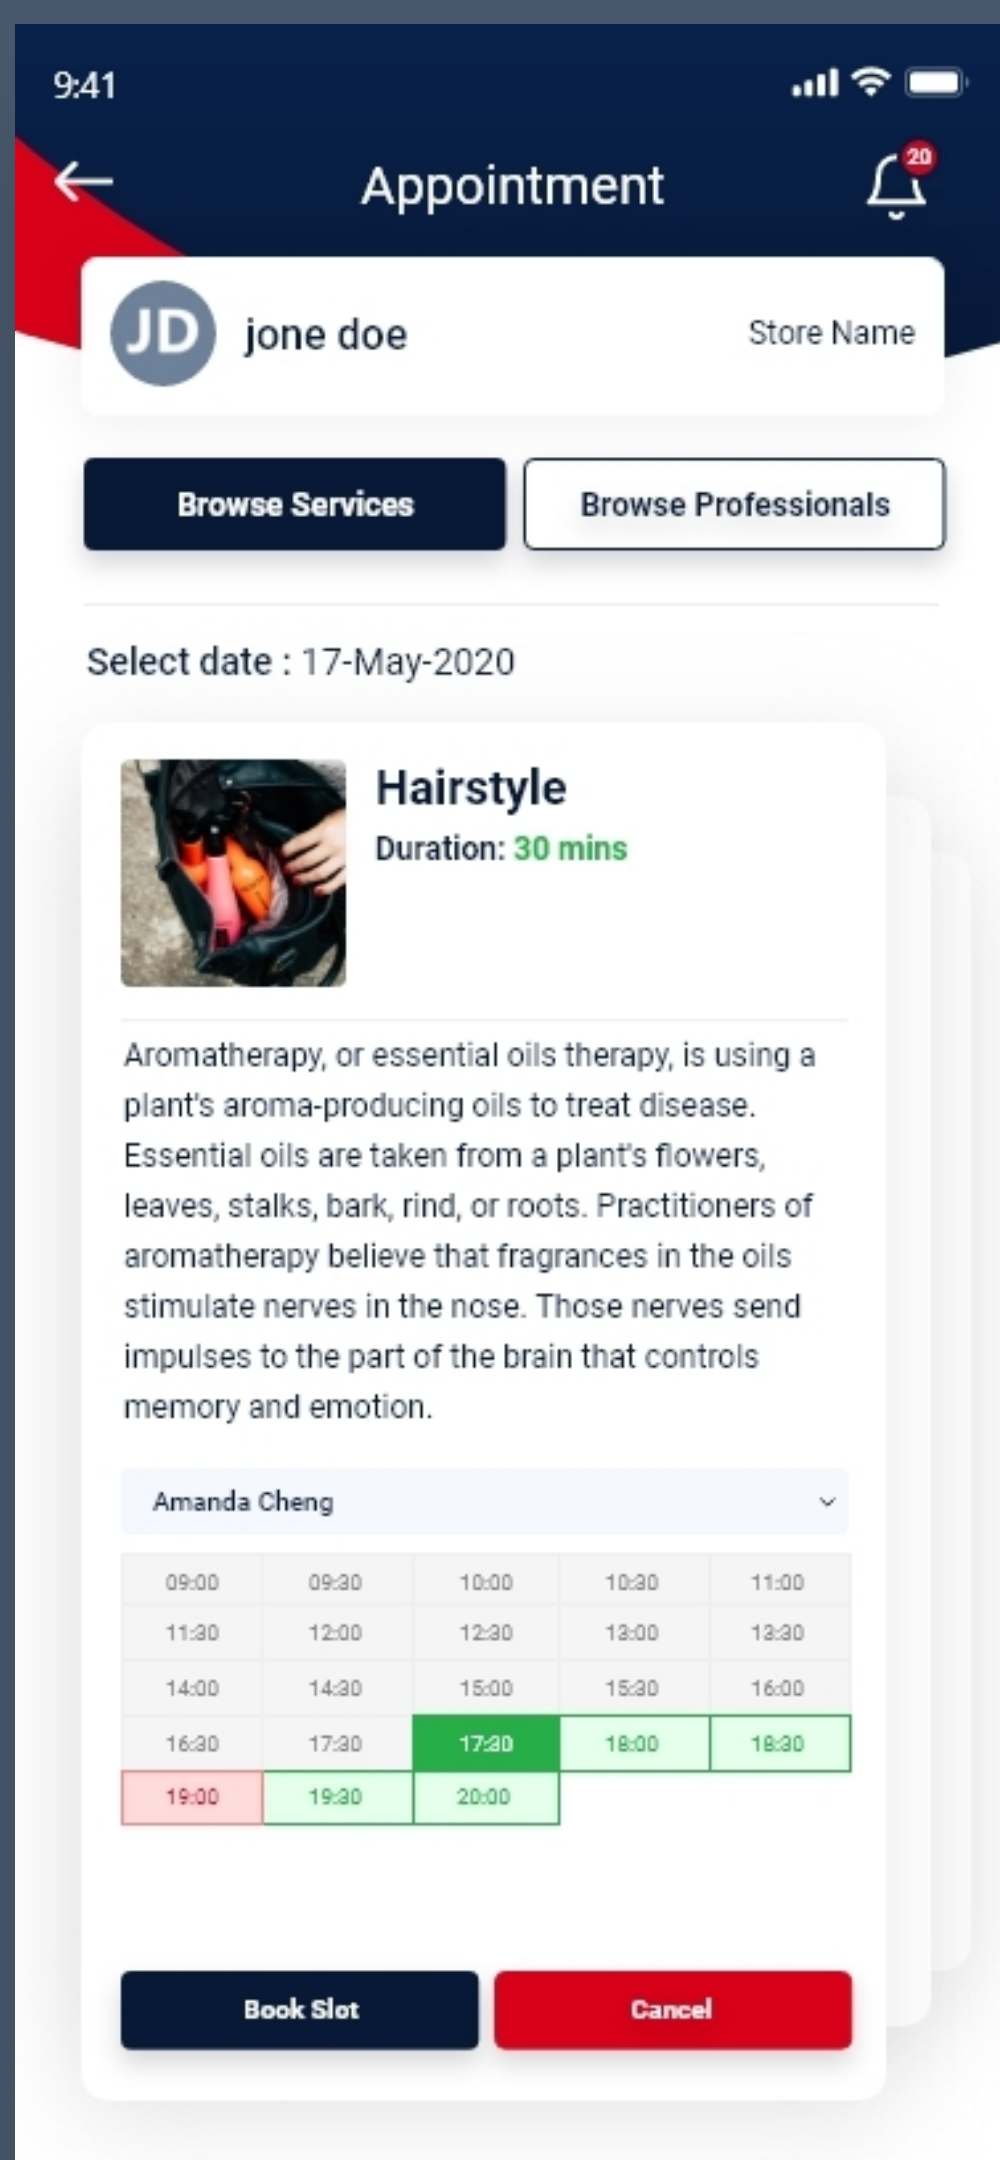 9:41
Appointment
20
JD
jone doe
Store Name
Browse Services
Browse Professionals
Select date : 17-May-2020
Hairstyle
Duration: 30 mins
Aromatherapy, or essential oils therapy, is using a
plant's aroma-producing oils to treat disease.
Essential oils are taken from a plant's flowers,
leaves, stalks, bark, rind, or roots. Practitioners of
aromatherapy believe that fragrances in the oils
stimulate nerves in the nose. Those nerves send
impulses to the part of the brain that controls
memory and emotion.
Amanda Cheng
09:00 09:30 10:00 10:30 11:00
11:30 12:00 12:30 13:00 13:30
14:00 14:30 15:00 15:30 16:00
16:30 17:30 17:30 18:00 18:30
19:00 19:30 20:00
Book Slot
Cancel